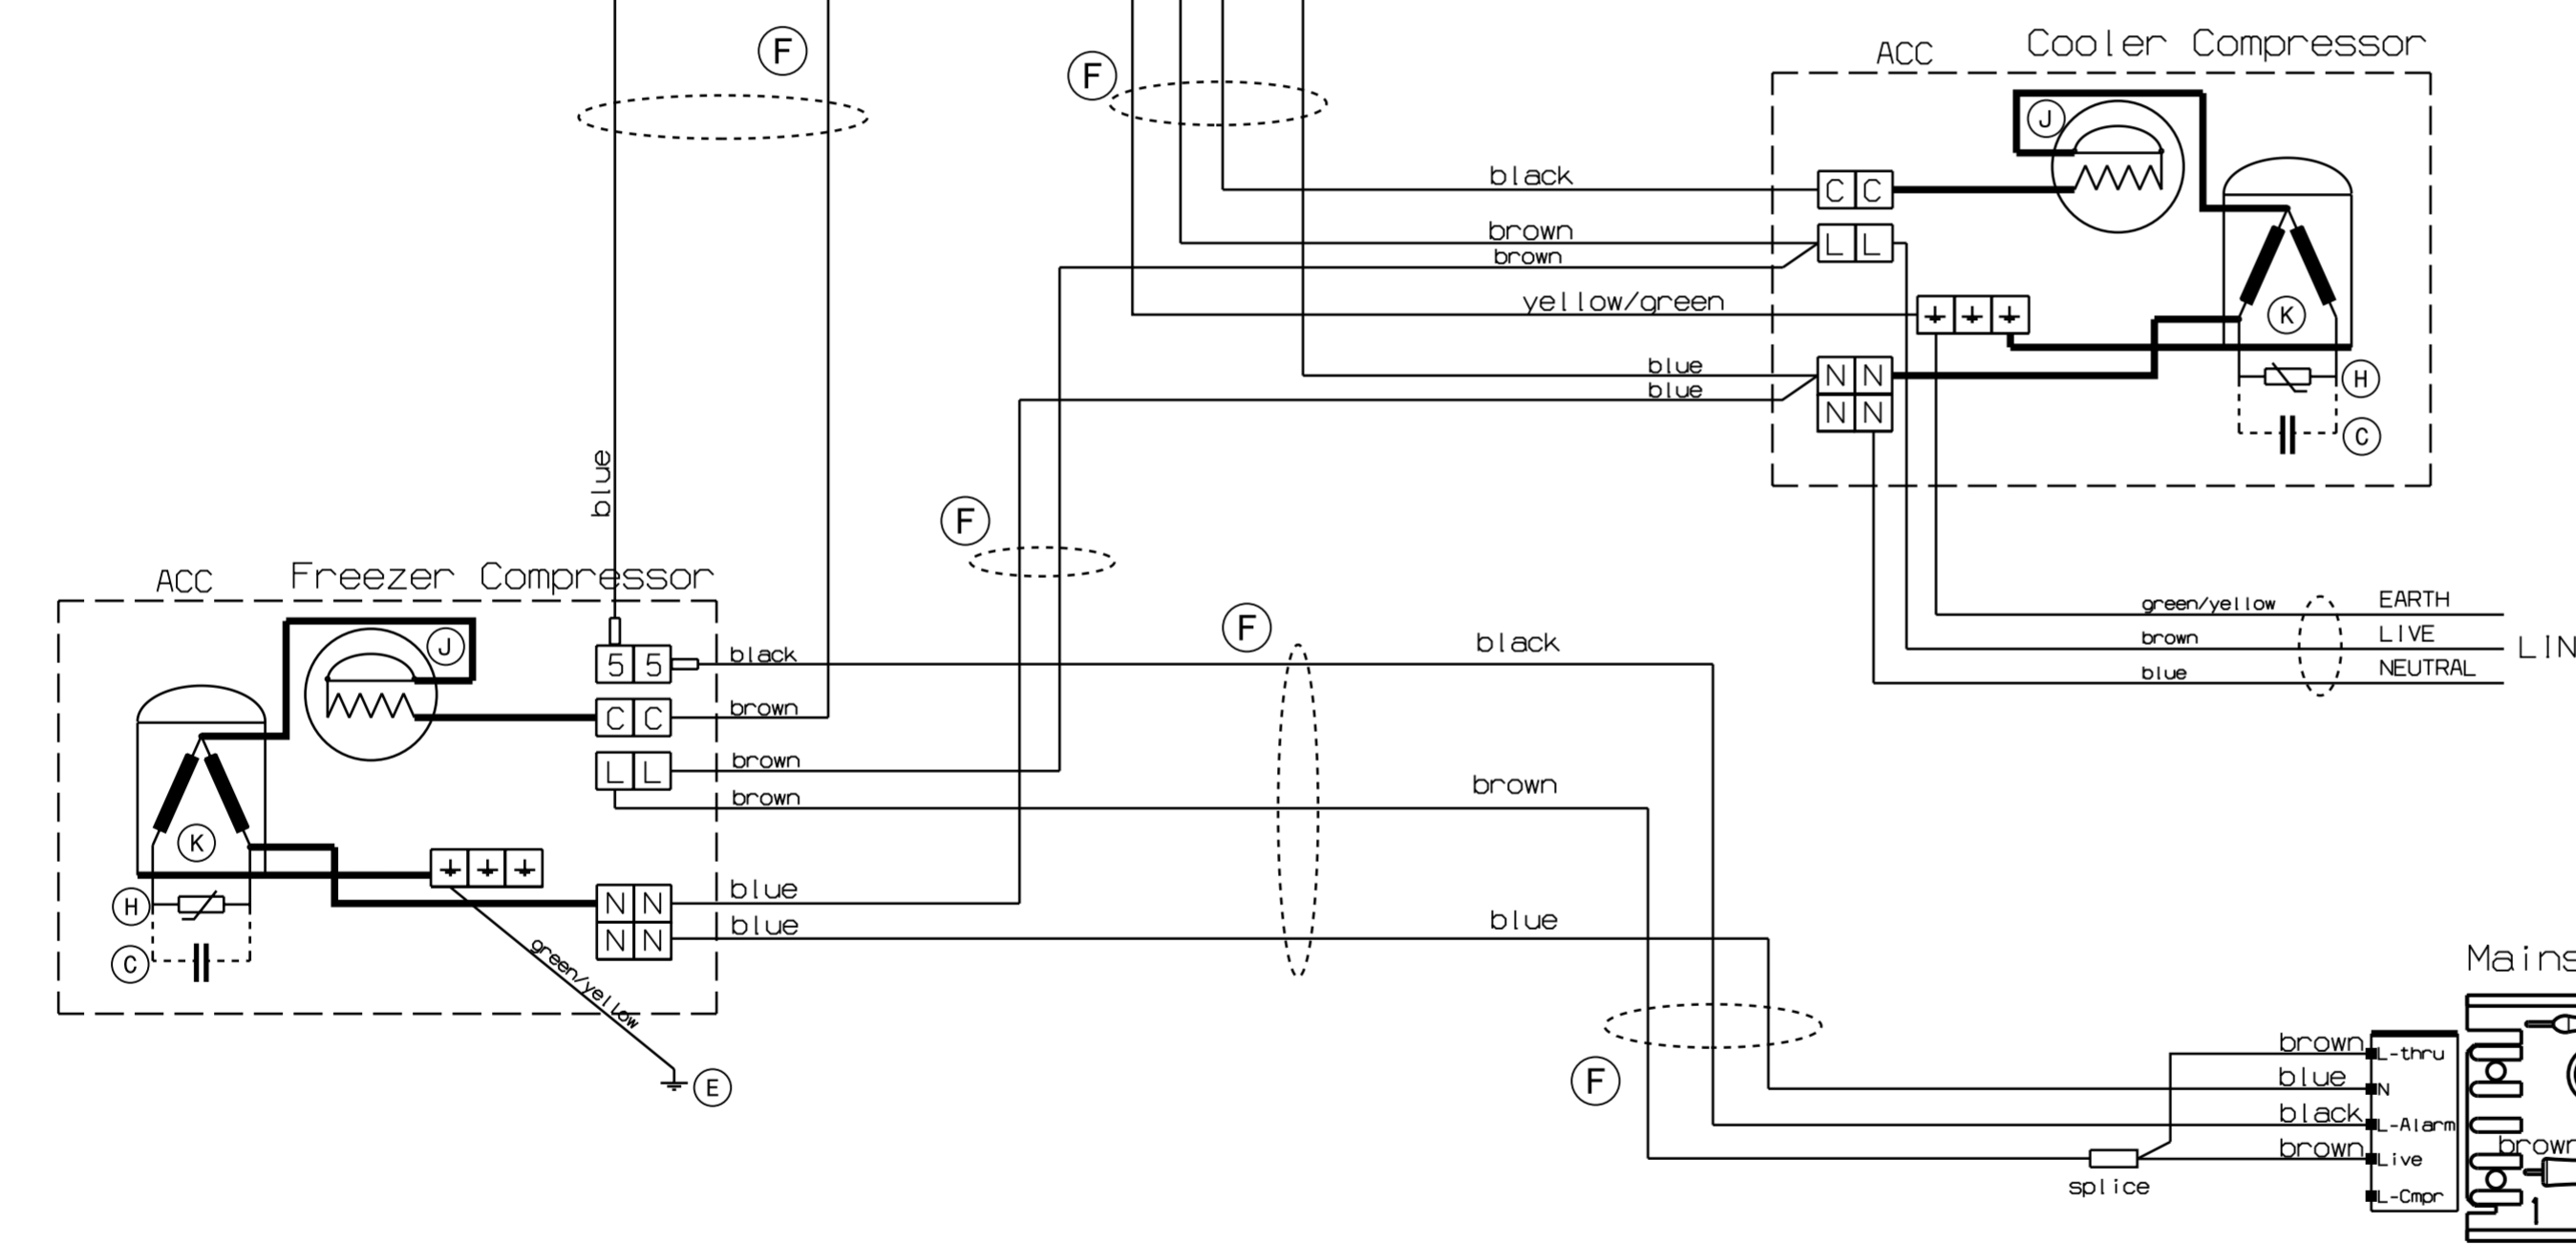 F
F
ACC Cooler Compressor
J
black
C C
brown
L L
brown
yellow/green
K
blue
N N
H
blue
N N
C
blue
F
ACC Freezer Compressor
green/yellow EARTH
F
brown LIVE
LIN
J
5 5
black
black
blue NEUTRAL
C C
brown
L L
brown
brown
brown
K
N N
blue
H
N N
blue
blue
C
green/yellow
Mains
E
F
brown L-thru
blue N
black L-Alarm
brown Live
brown
splice
L-Cmpr
1